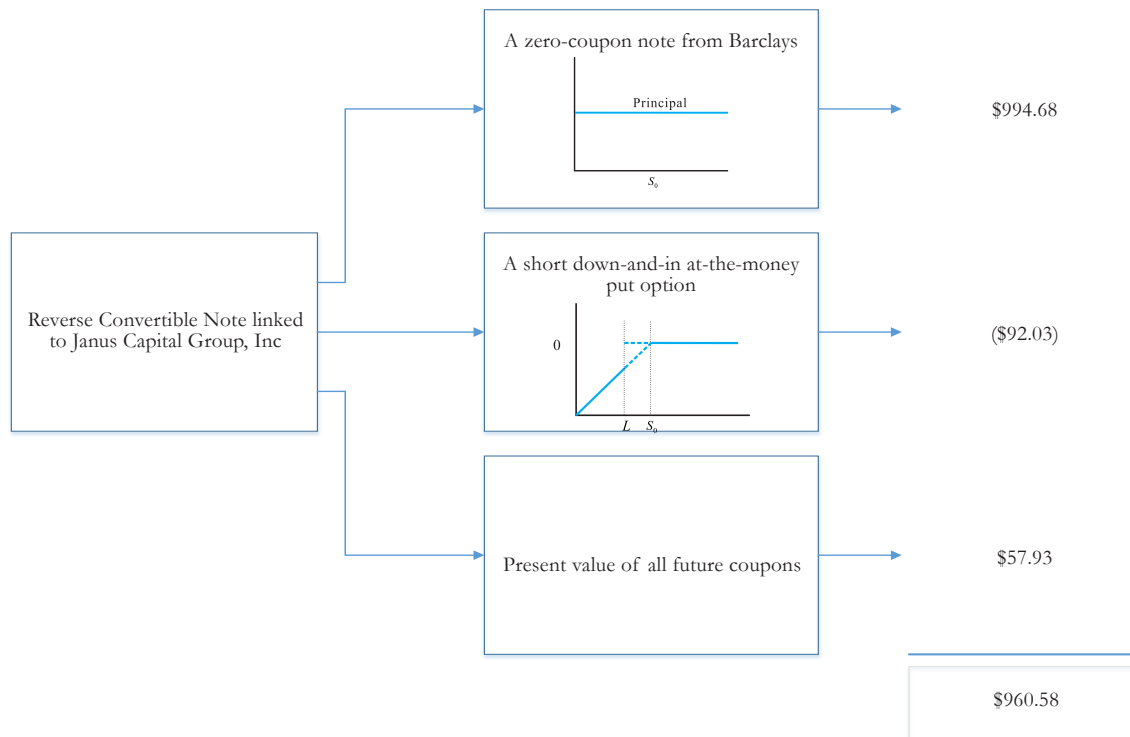 A zero-coupon note from Barclays
Principal
S₀
$994.68
Reverse Convertible Note linked
to Janus Capital Group, Inc
A short down-and-in at-the-money
put option
0
L S₀
($92.03)
Present value of all future coupons
$57.93
$960.58